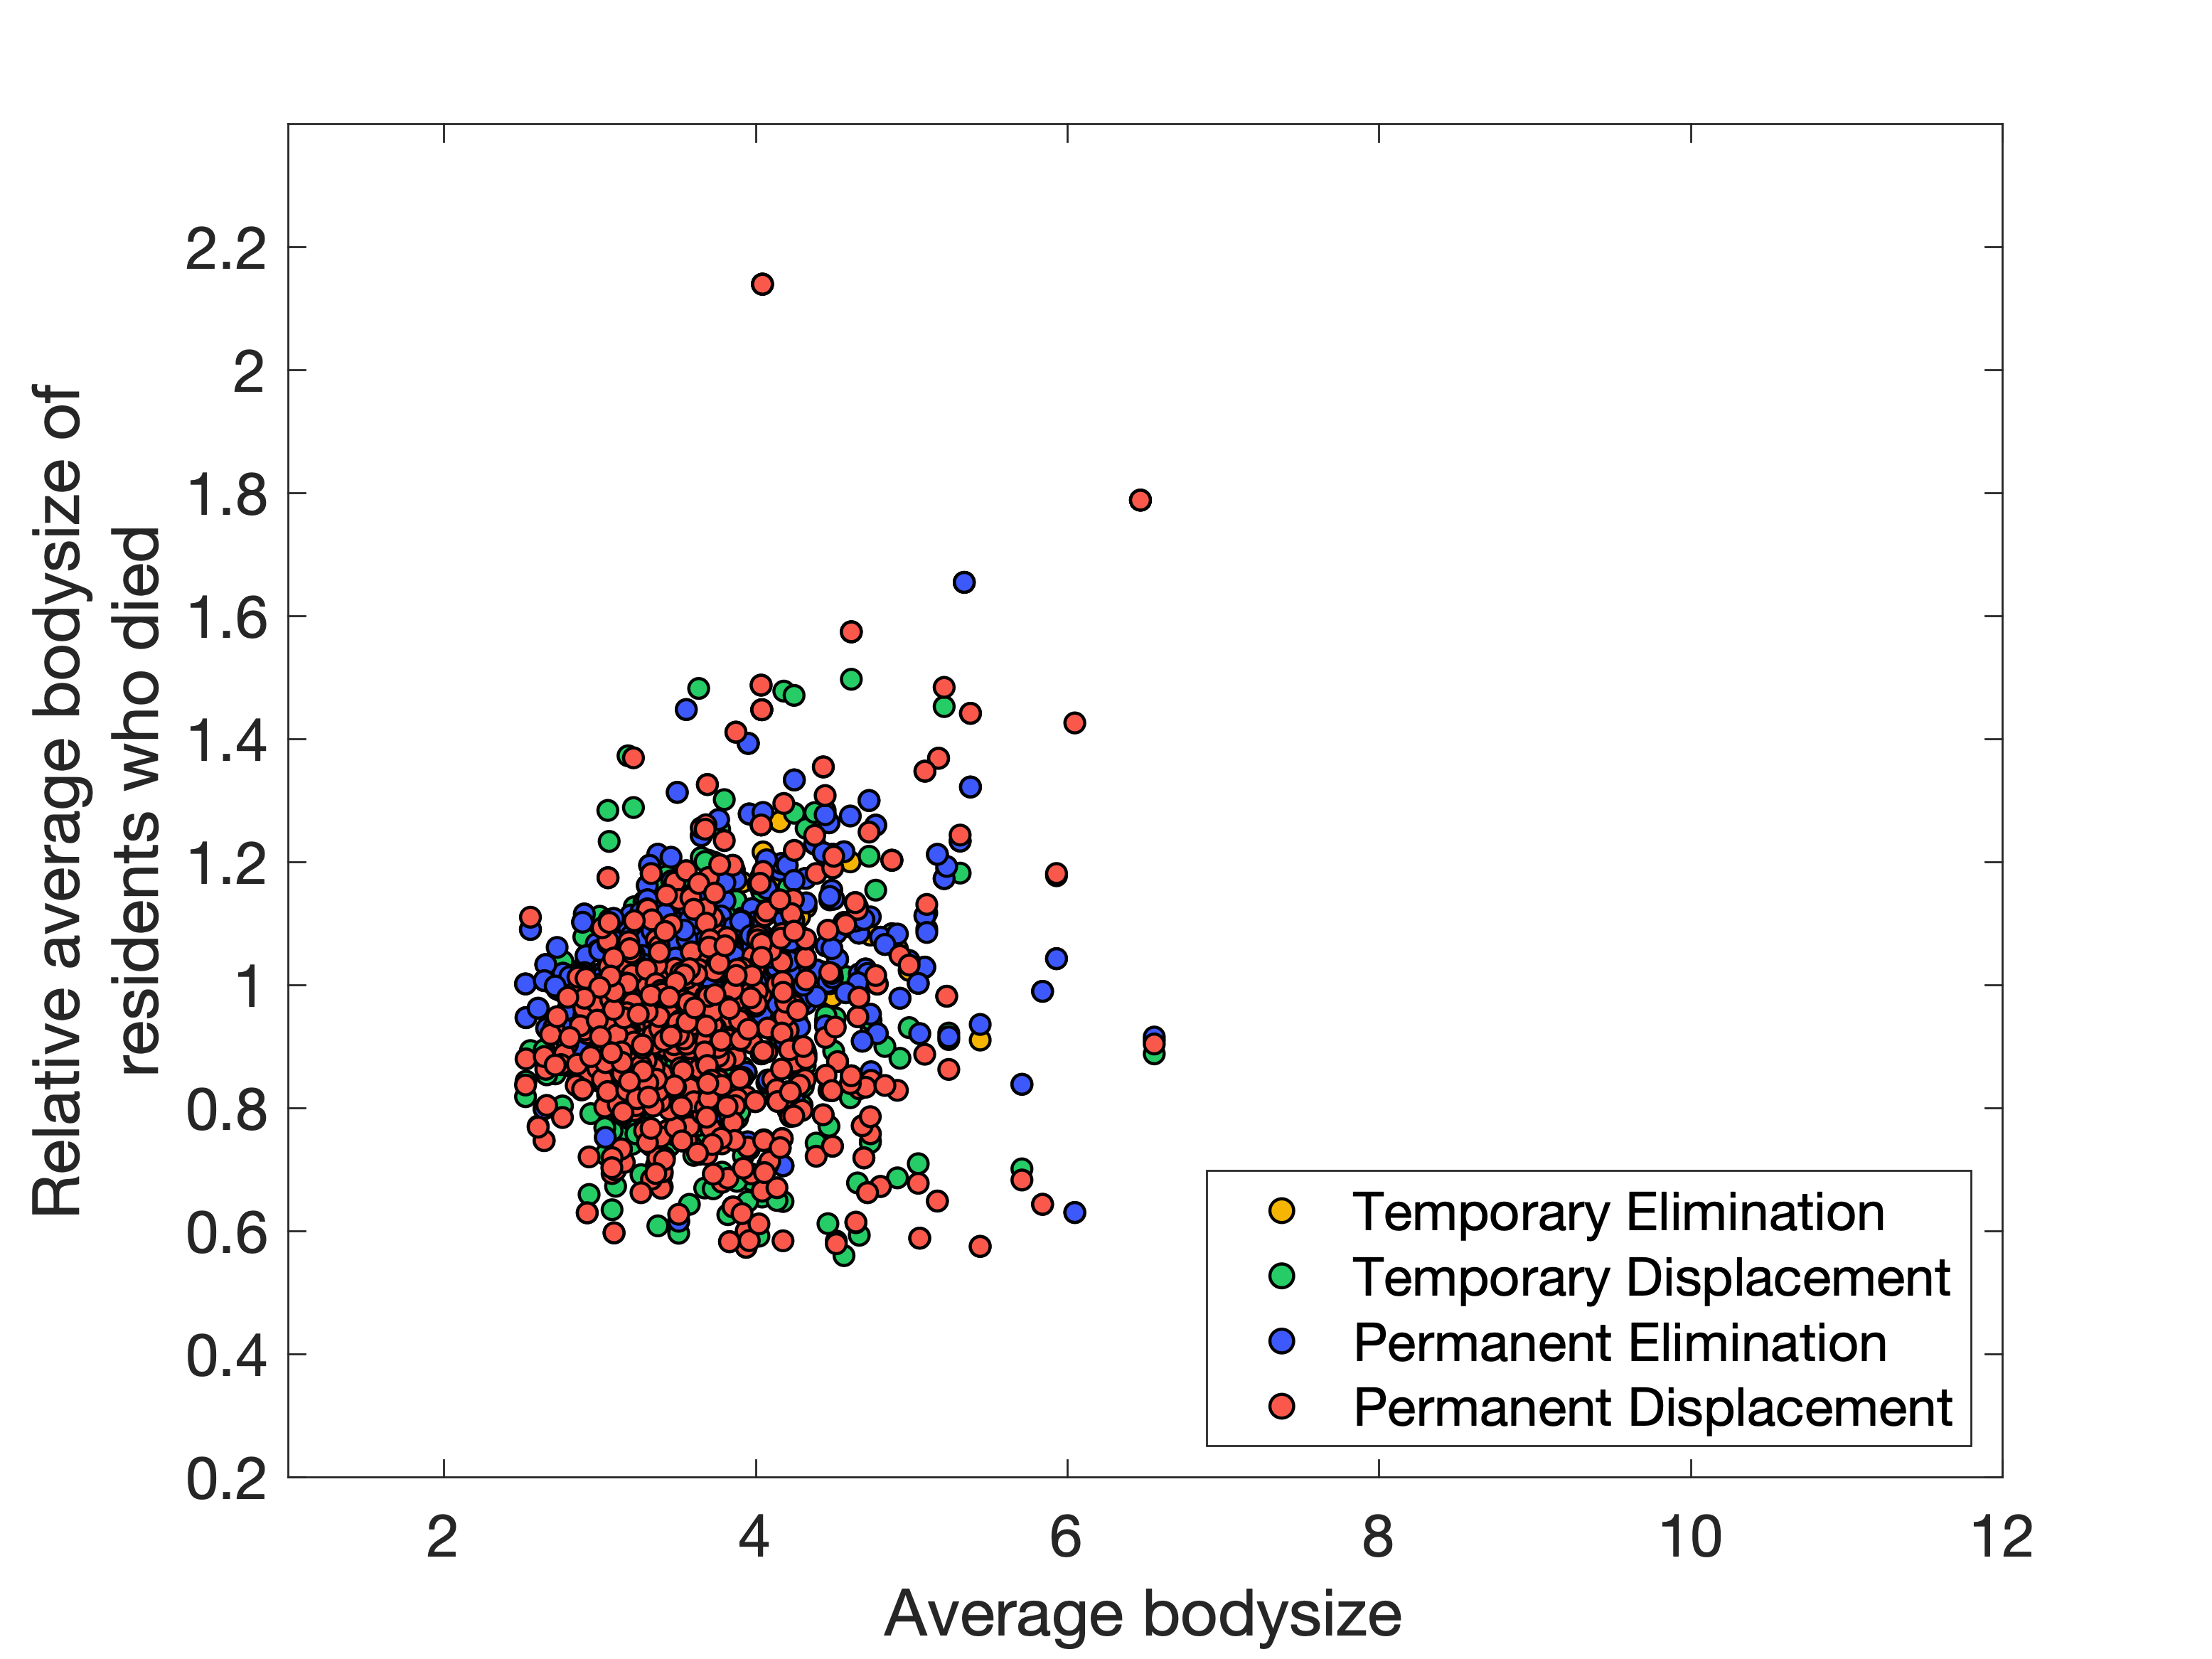 Relative average bodysize of
residents who died
2.2
2
1.8
1.6
1.4
1.2
1
0.8
0.6
0.4
0.2
Temporary Elimination
Temporary Displacement
Permanent Elimination
Permanent Displacement
2 4 6 8 10 12
Average bodysize